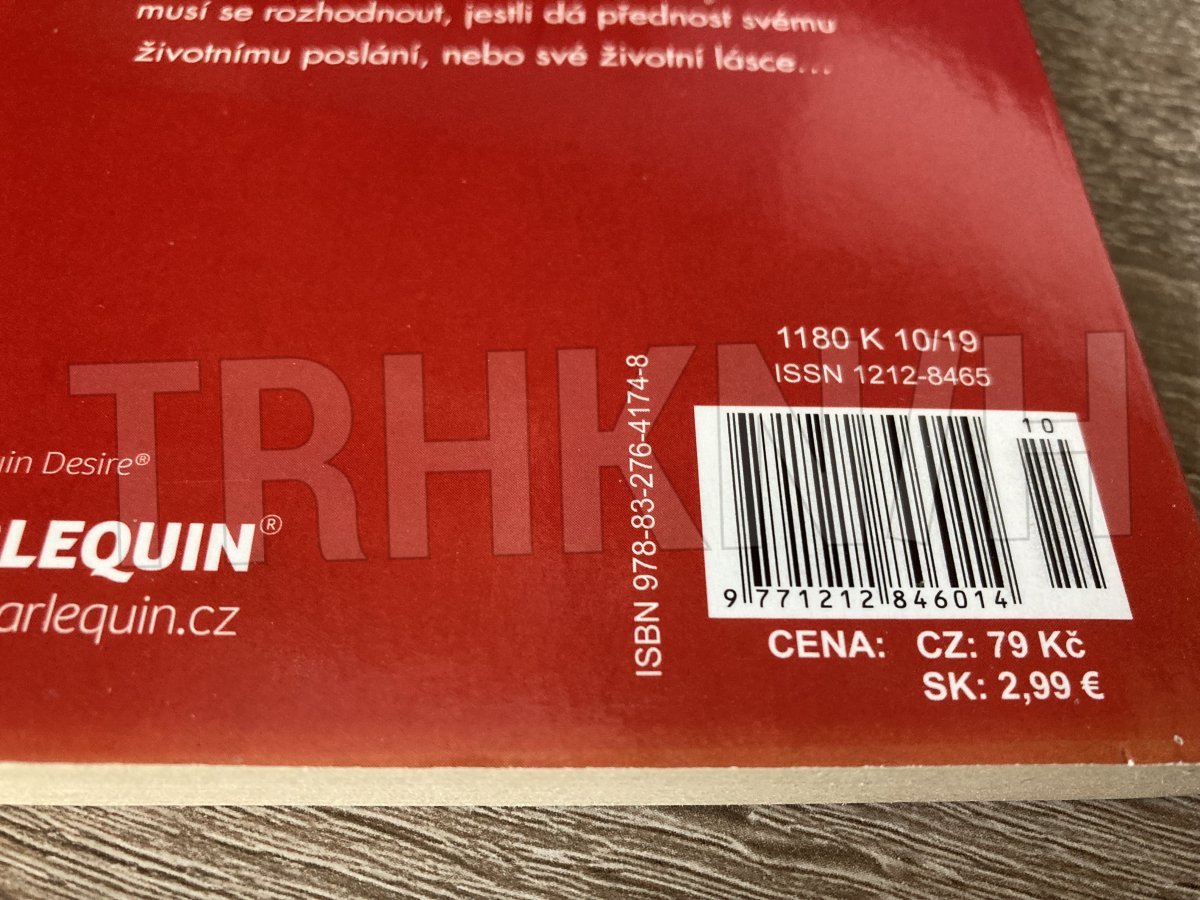 musí se rozhodnout, jestli dá přednost svému
životnímu poslání, nebo své životní lásce...
1180 K 10/19
ISSN 1212-8465
ISBN 978-83-276-4174-8
10
9 771212 846014
CENA: CZ: 79 Kč
SK: 2,99 €
uin Desire®
RLEQUIN®
arlequin.cz
TRHKNIH